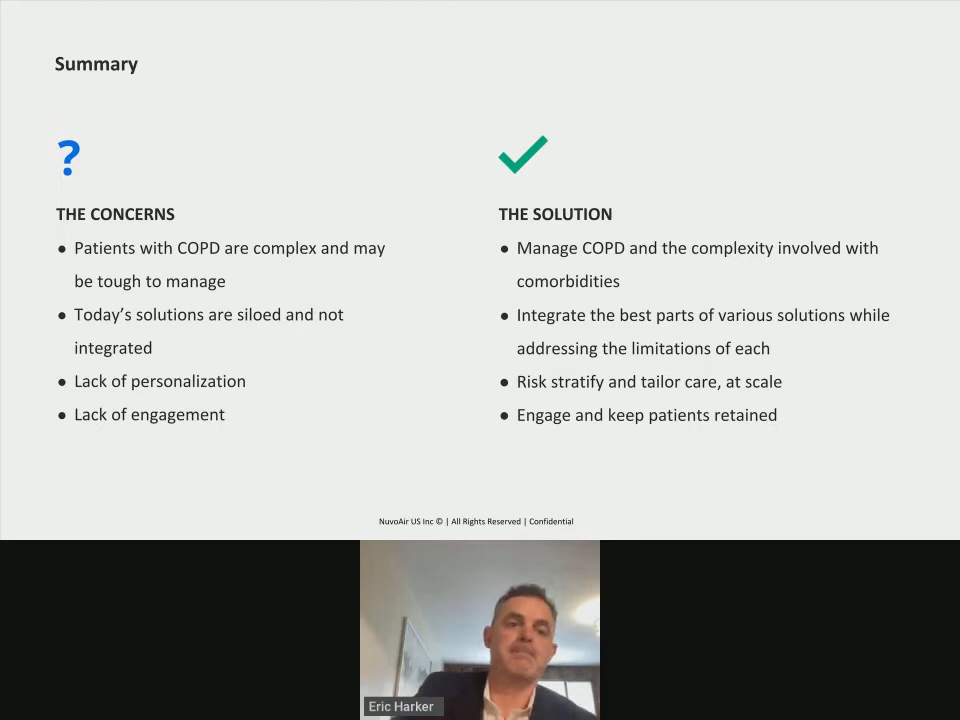 Summary
?
THE CONCERNS
● Patients with COPD are complex and may
be tough to manage
● Today’s solutions are siloed and not
integrated
● Lack of personalization
● Lack of engagement
THE SOLUTION
● Manage COPD and the complexity involved with
comorbidities
● Integrate the best parts of various solutions while
addressing the limitations of each
● Risk stratify and tailor care, at scale
● Engage and keep patients retained
NuvoAir US Inc © | All Rights Reserved | Confidential
Eric Harker